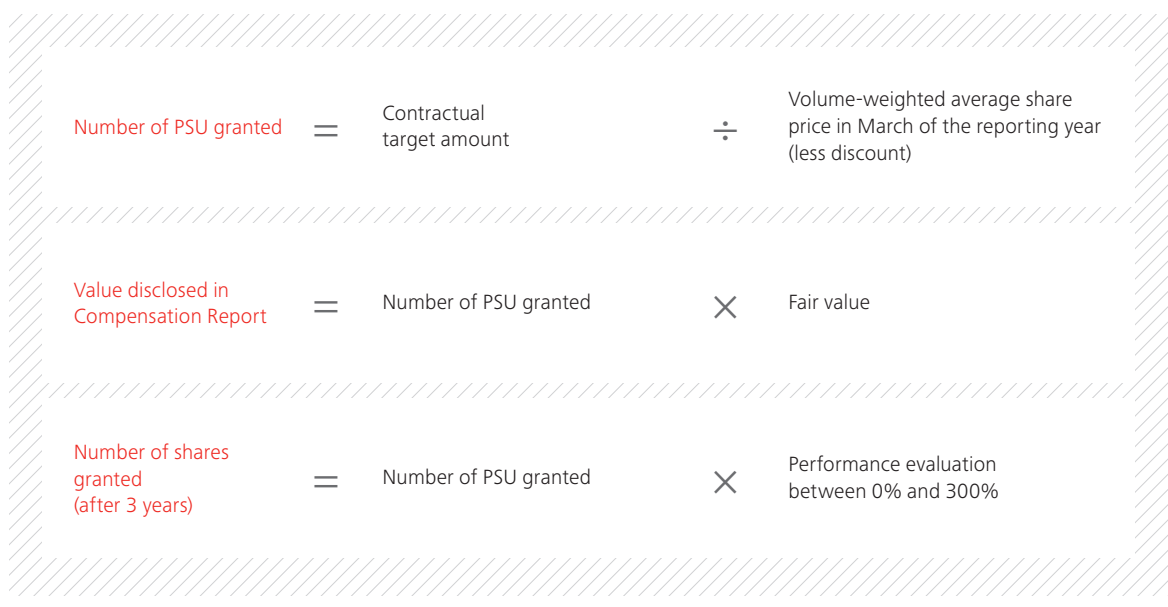 Number of PSU granted
=
Contractual
target amount
÷
Volume-weighted average share
price in March of the reporting year
(less discount)
Value disclosed in
Compensation Report
=
Number of PSU granted
×
Fair value
Number of shares
granted
(after 3 years)
=
Number of PSU granted
×
Performance evaluation
between 0% and 300%